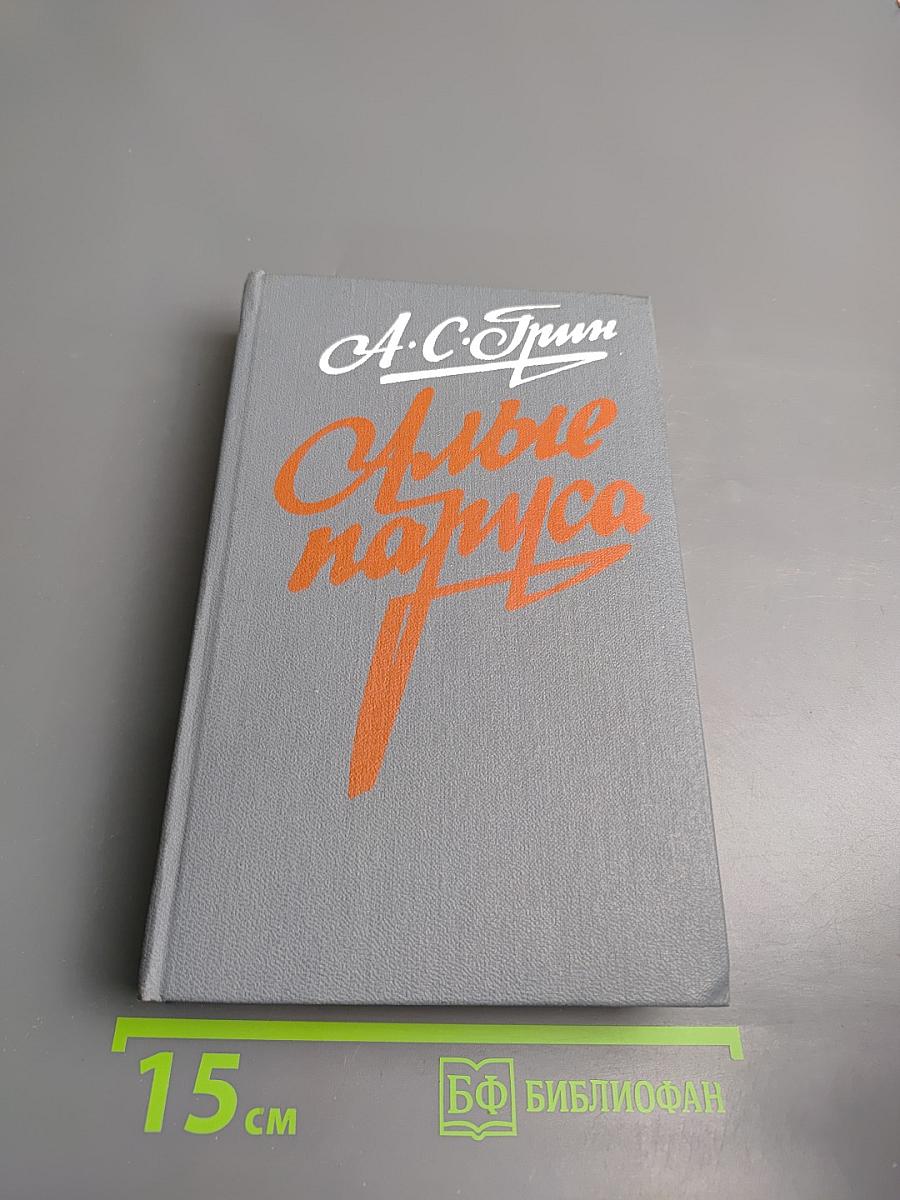 А·С·Грин
Алые
паруса
15 см
БФ БИБЛИОФАН